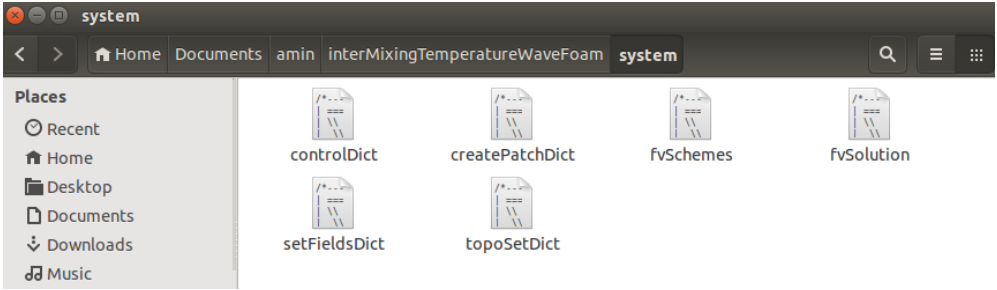 system
Home Documents amin interMixingTemperatureWaveFoam system
Places
Recent
Home
Desktop
Documents
Downloads
Music
controlDict createPatchDict fvSchemes fvSolution
setFieldsDict topoSetDict